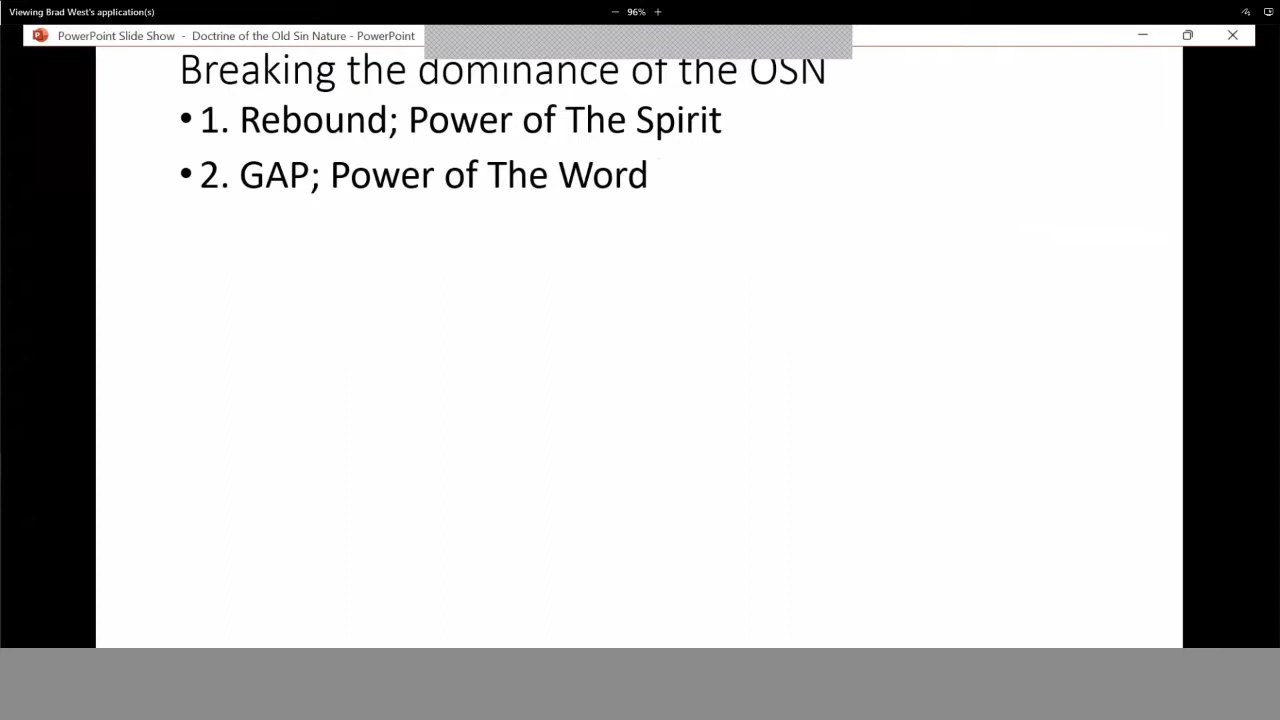 Viewing Brad West's application(s)
96%
PowerPoint Slide Show - Doctrine of the Old Sin Nature - PowerPoint
Breaking the dominance of the OSN
• 1. Rebound; Power of The Spirit
• 2. GAP; Power of The Word